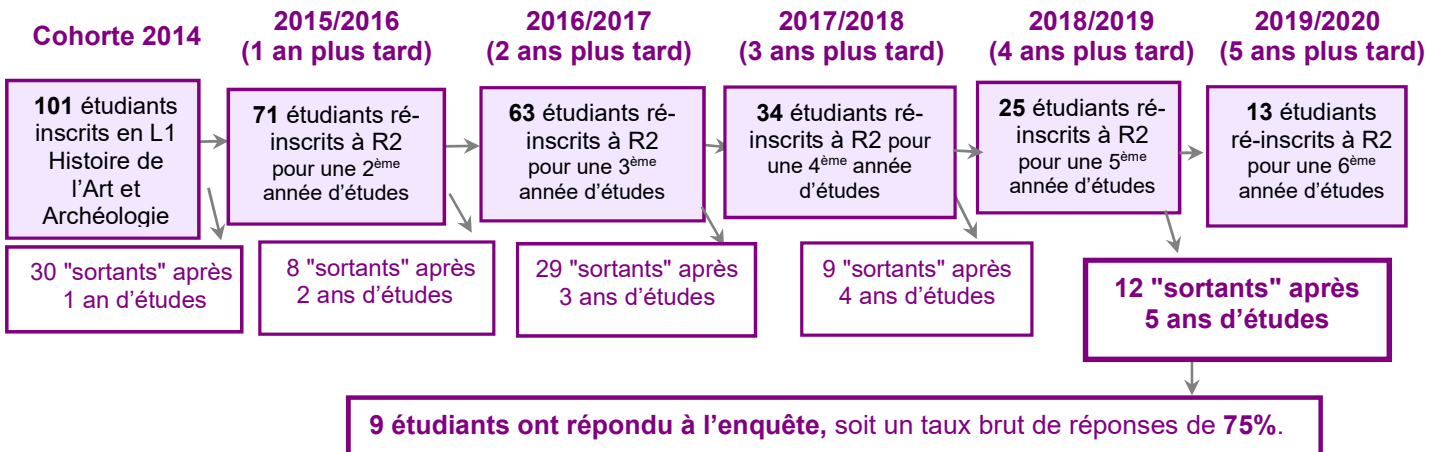 Cohorte 2014
2015/2016
(1 an plus tard)
2016/2017
(2 ans plus tard)
2017/2018
(3 ans plus tard)
2018/2019
(4 ans plus tard)
2019/2020
(5 ans plus tard)
101 étudiants
inscrits en L1
Histoire de
l’Art et
Archéologie
71 étudiants ré-
inscrits à R2
pour une 2ème
année d’études
63 étudiants ré-
inscrits à R2
pour une 3ème
année d’études
34 étudiants ré-
inscrits à R2 pour
une 4ème année
d’études
25 étudiants ré-
inscrits à R2
pour une 5ème
année d’études
13 étudiants
ré-inscrits à R2
pour une 6ème
année d’études
30 "sortants" après
1 an d’études
8 "sortants" après
2 ans d’études
29 "sortants" après
3 ans d’études
9 "sortants" après
4 ans d’études
12 "sortants" après
5 ans d’études
9 étudiants ont répondu à l’enquête, soit un taux brut de réponses de 75%.